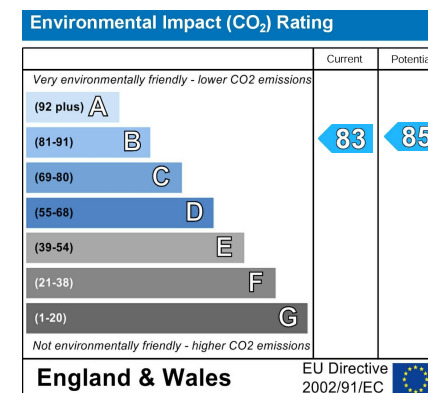 Environmental Impact (CO₂) Rating
Current Potentia
Very environmentally friendly - lower CO2 emissions
(92 plus) A
(81-91) B 83 85
(69-80) C
(55-68) D
(39-54) E
(21-38) F
(1-20) G
Not environmentally friendly - higher CO2 emissions
England & Wales
EU Directive
2002/91/EC